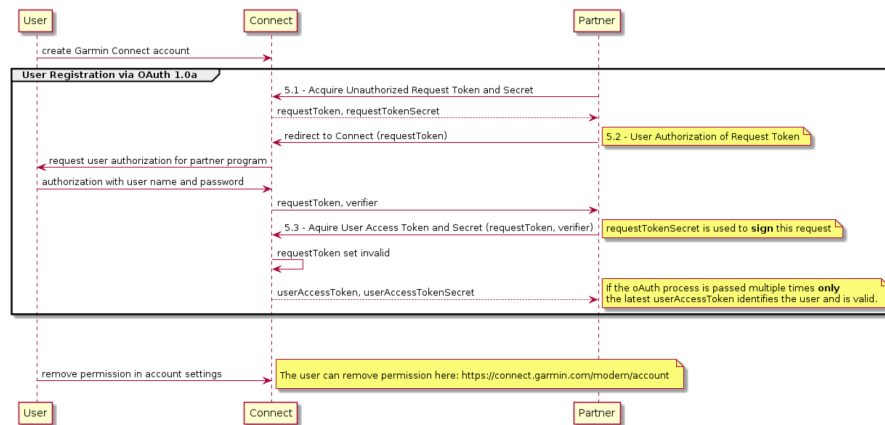 User
Connect
Partner
create Garmin Connect account
User Registration via OAuth 1.0a
5.1 - Acquire Unauthorized Request Token and Secret
requestToken, requestTokenSecret
redirect to Connect (requestToken)
5.2 - User Authorization of Request Token
request user authorization for partner program
authorization with user name and password
requestToken, verifier
5.3 - Aquire User Access Token and Secret (requestToken, verifier)
requestTokenSecret is used to sign this request
requestToken set invalid
userAccessToken, userAccessTokenSecret
If the oAuth process is passed multiple times only
the latest userAccessToken identifies the user and is valid.
remove permission in account settings
The user can remove permission here: https://connect.garmin.com/modern/account
User
Connect
Partner